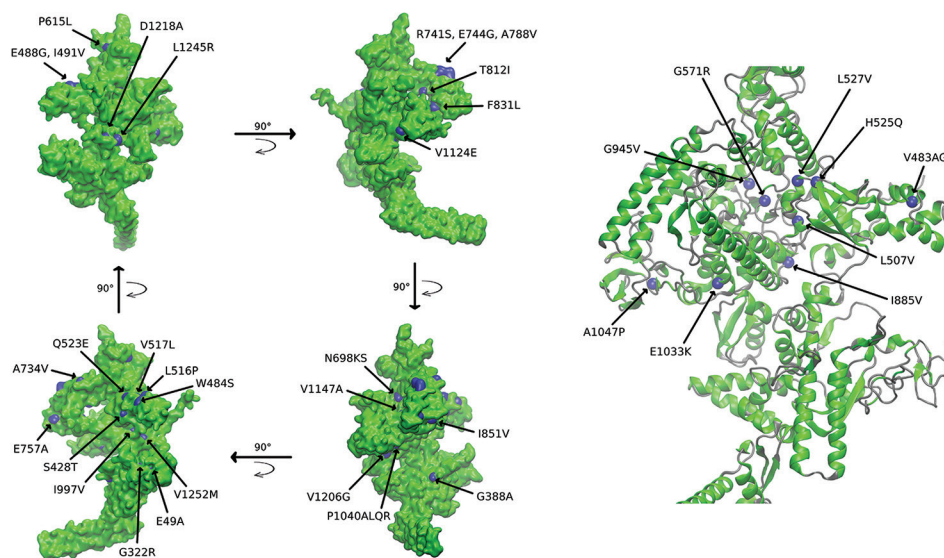 P615L
D1218A
E488G, I491V
L1245R
R741S, E744G, A788V
T812I
F831L
V1124E
90°
90°
90°
90°
Q523E
V517L
L516P
A734V
W484S
E757A
S428T
I997V
V1252M
E49A
G322R
N698KS
V1147A
I851V
V1206G
G388A
P1040ALQR
G571R
L527V
H525Q
G945V
V483AG
L507V
I885V
A1047P
E1033K